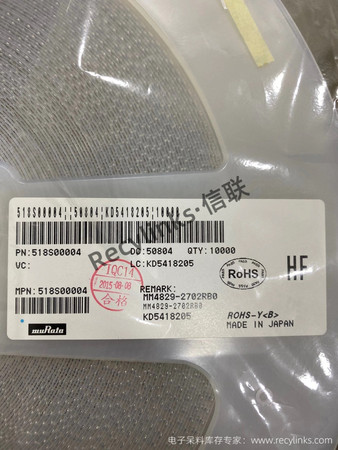 518S00004;;50804;KD5418205;10000
PN:518S00004
DC:50804
QTY:10000
VC:
LC:KD5418205
IQC14
2015-08-08
合格
RoHS
HF
MPN:518S00004
REMARK:
MM4829-2702RB0
MM4829-2702RB0
KD5418205
ROHS-Y<B>
MADE IN JAPAN
muRata
Recylinks·信联
电子采料库存专家：www.recylinks.com